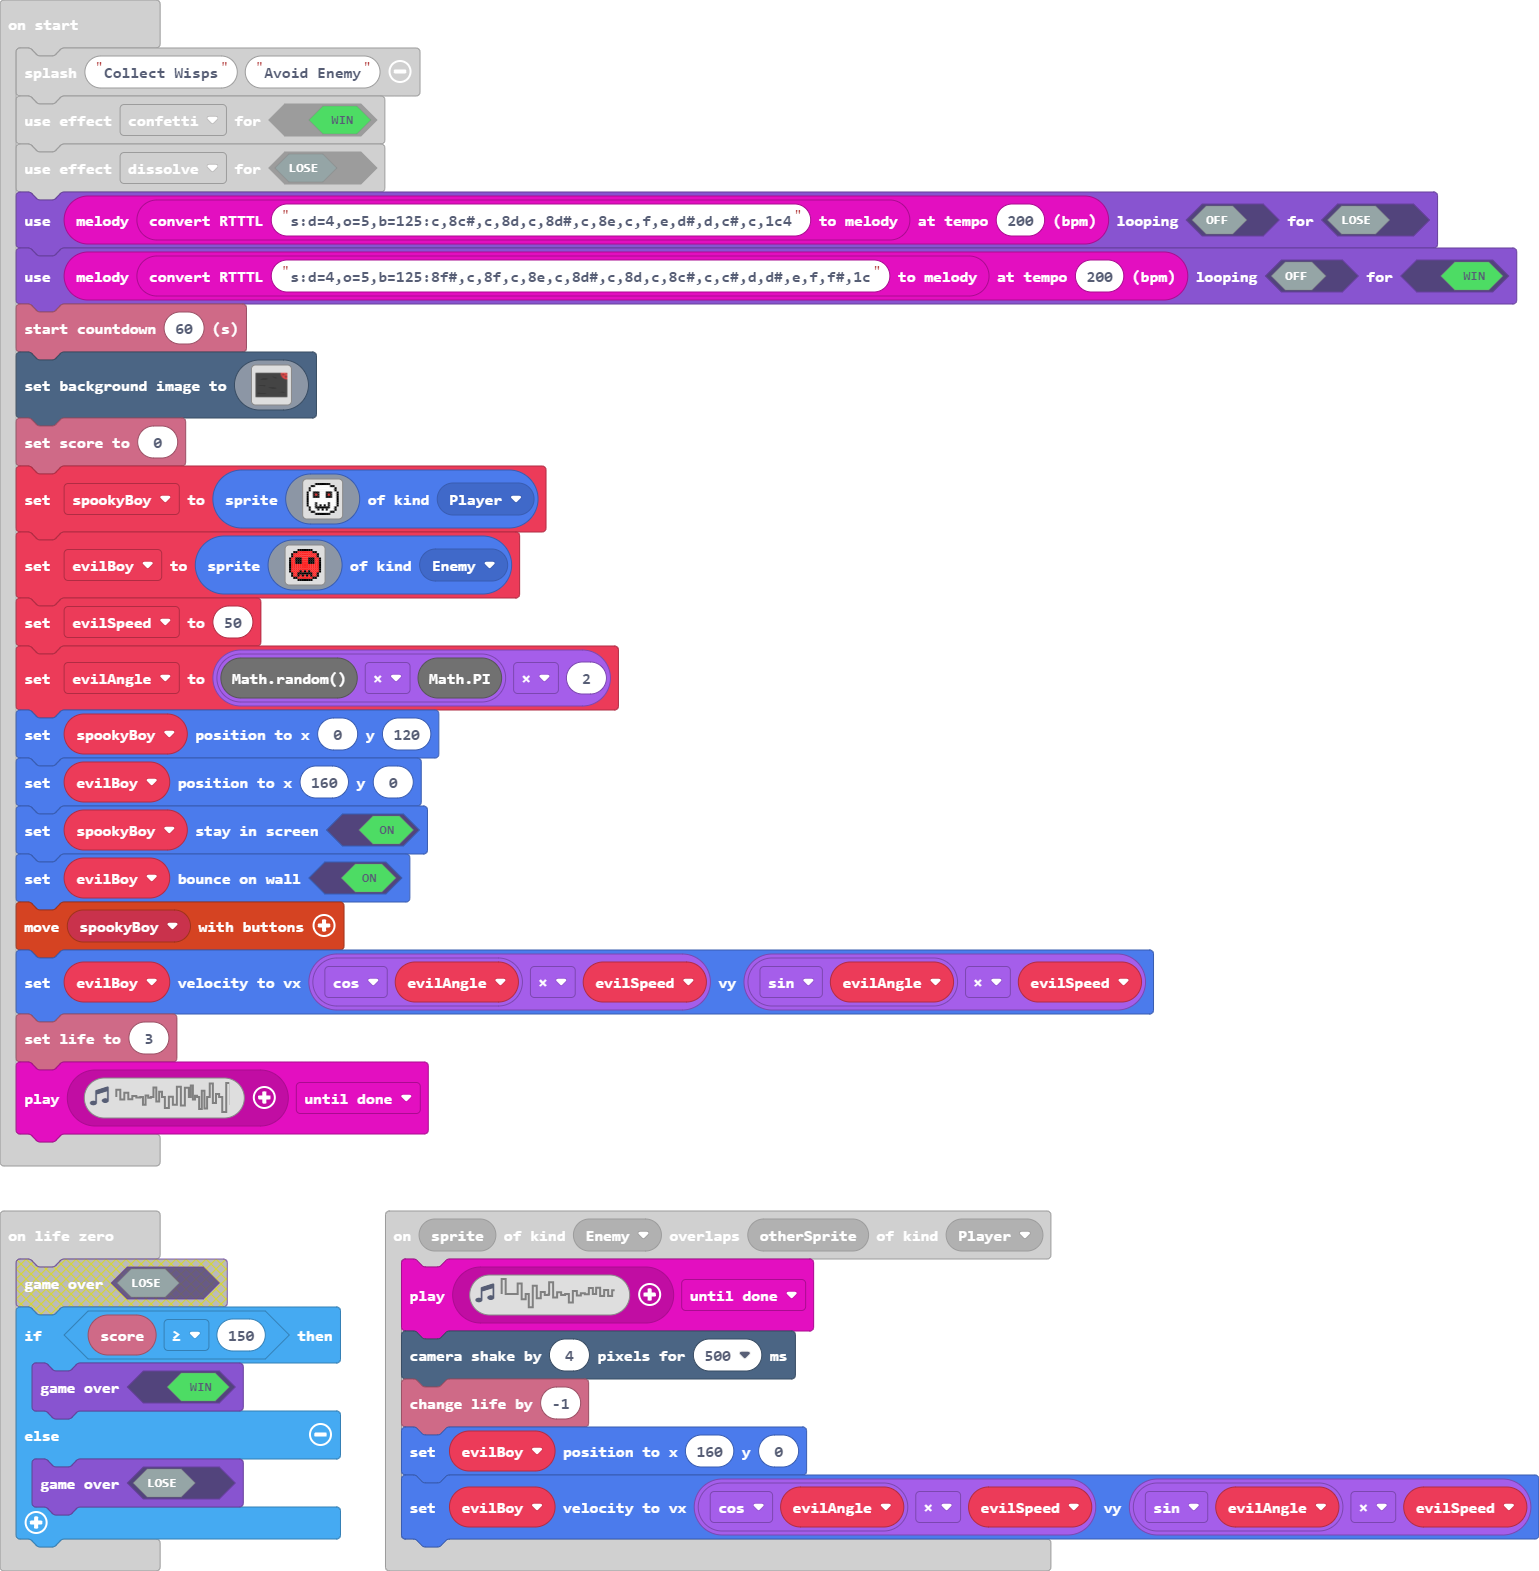 on start
splash "Collect Wisps" "Avoid Enemy"
use effect confetti for WIN
use effect dissolve for LOSE
use melody convert RTTTL "s:d=4,o=5,b=125:c,8c#,c,8d,c,8d#,c,8e,c,f,e,d#,d,c#,c,1c4" to melody at tempo 200 (bpm) looping OFF for LOSE
use melody convert RTTTL "s:d=4,o=5,b=125:8f#,c,8f,c,8e,c,8d#,c,8d,c,8c#,c,c#,d,d#,e,f,f#,1c" to melody at tempo 200 (bpm) looping OFF for WIN
start countdown 60 (s)
set background image to
set score to 0
set spookyBoy to sprite of kind Player
set evilBoy to sprite of kind Enemy
set evilSpeed to 50
set evilAngle to Math.random() × Math.PI × 2
set spookyBoy position to x 0 y 120
set evilBoy position to x 160 y 0
set spookyBoy stay in screen ON
set evilBoy bounce on wall ON
move spookyBoy with buttons
set evilBoy velocity to vx cos evilAngle × evilSpeed vy sin evilAngle × evilSpeed
set life to 3
play until done
on life zero
game over LOSE
if score ≥ 150 then
game over WIN
else
game over LOSE
on sprite of kind Enemy overlaps otherSprite of kind Player
play until done
camera shake by 4 pixels for 500 ms
change life by -1
set evilBoy position to x 160 y 0
set evilBoy velocity to vx cos evilAngle × evilSpeed vy sin evilAngle × evilSpeed